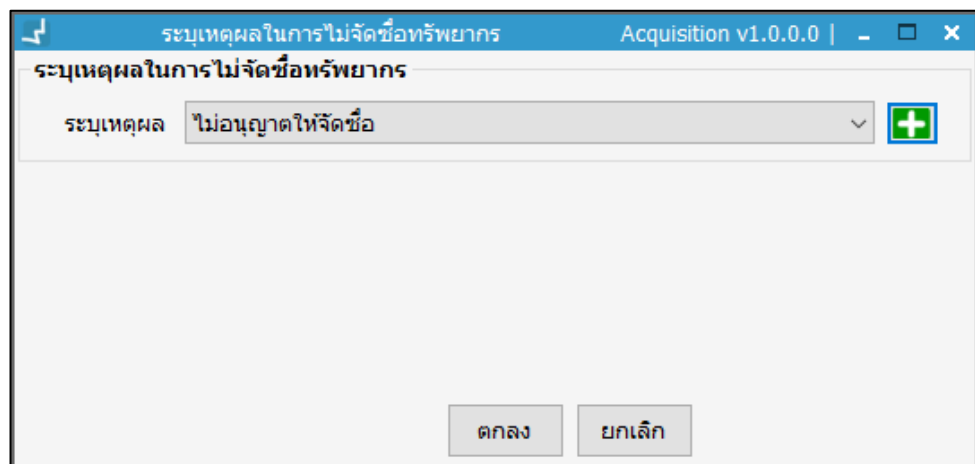 ระบุเหตุผลในการไม่จัดซื้อทรัพยากร Acquisition v1.0.0.0 |
ระบุเหตุผลในการไม่จัดซื้อทรัพยากร
ระบุเหตุผล ไม่อนุญาตให้จัดซื้อ
ตกลง ยกเลิก